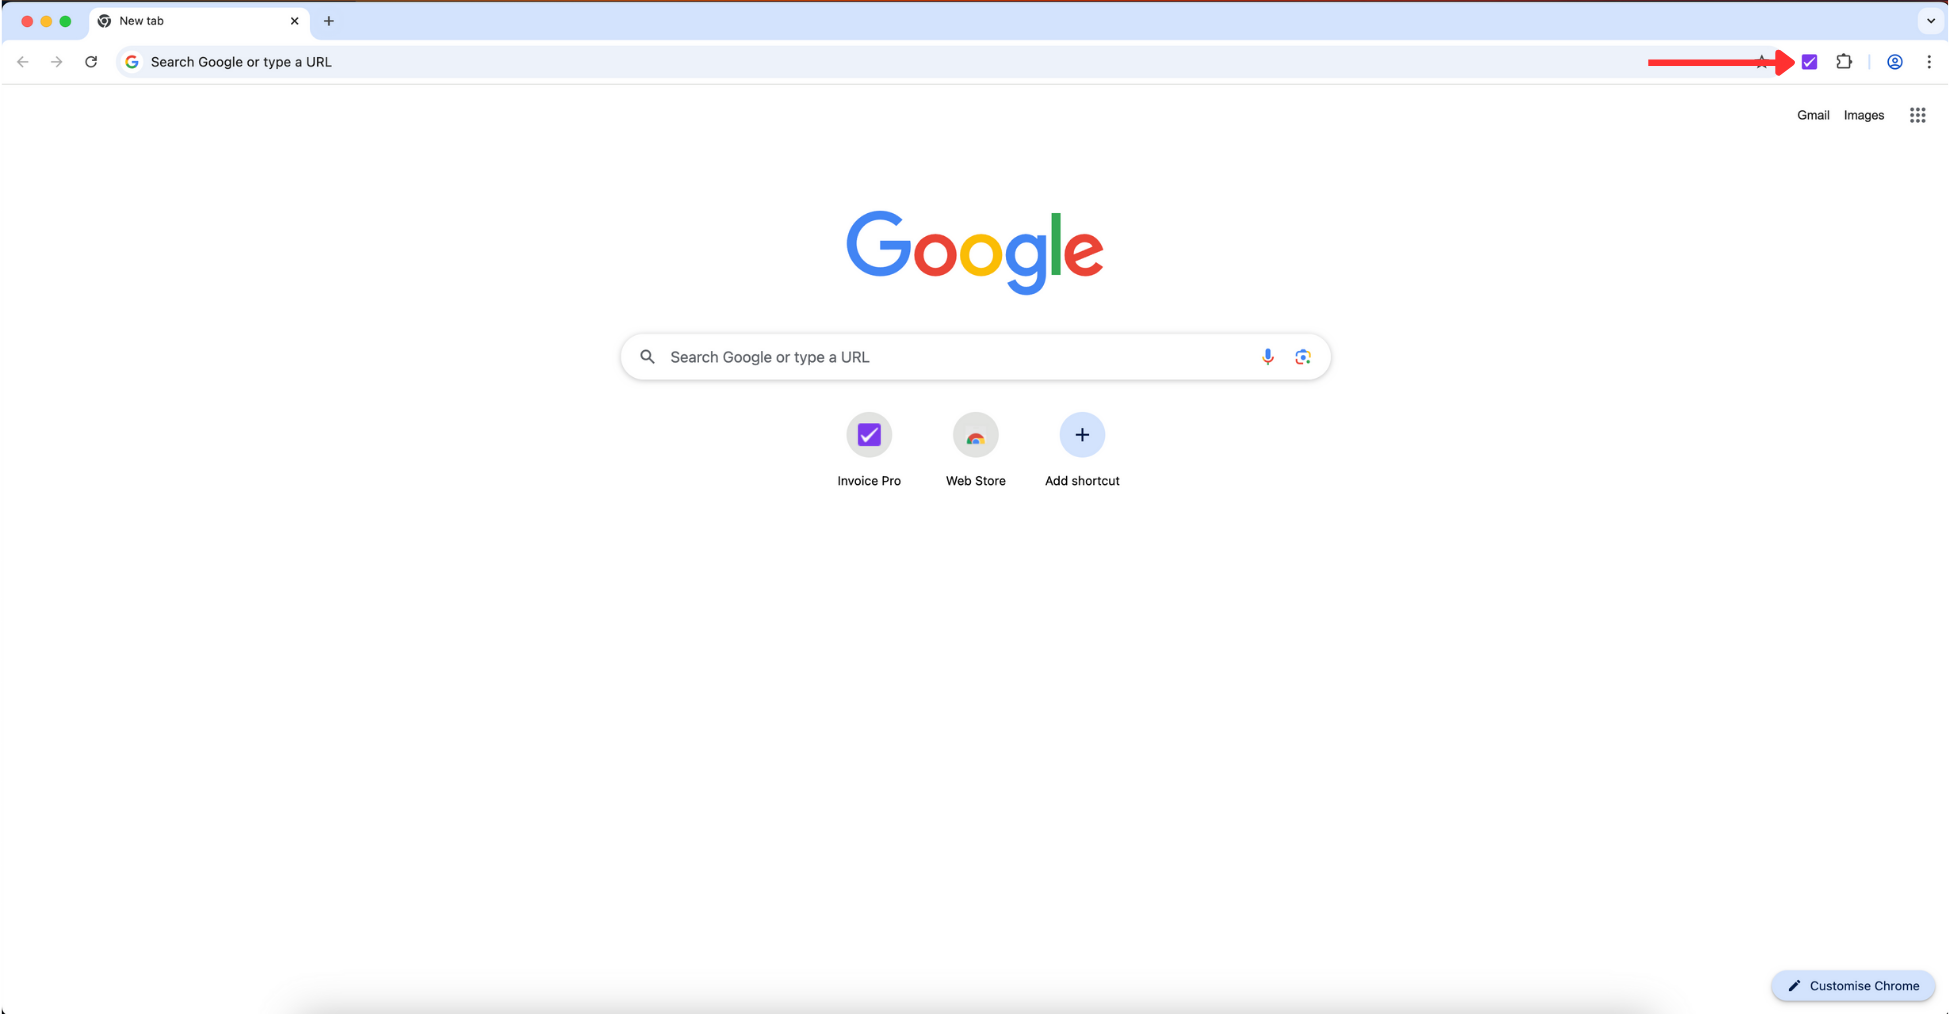 New tab
Search Google or type a URL
Gmail Images
Google
Search Google or type a URL
Invoice Pro
Web Store
Add shortcut
Customise Chrome